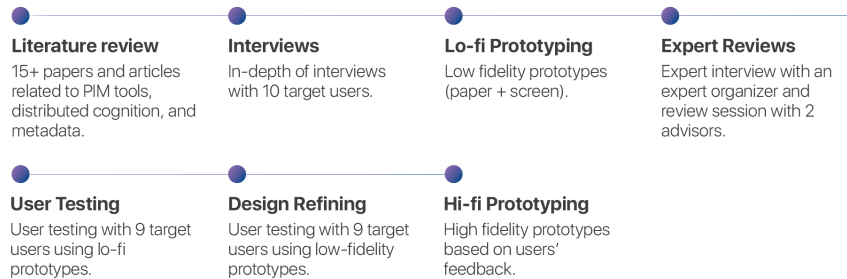 Literature review
15+ papers and articles
related to PIM tools,
distributed cognition, and
metadata.
Interviews
In-depth of interviews
with 10 target users.
Lo-fi Prototyping
Low fidelity prototypes
(paper + screen).
Expert Reviews
Expert interview with an
expert organizer and
review session with 2
advisors.
User Testing
User testing with 9 target
users using lo-fi
prototypes.
Design Refining
User testing with 9 target
users using low-fidelity
prototypes.
Hi-fi Prototyping
High fidelity prototypes
based on users’
feedback.